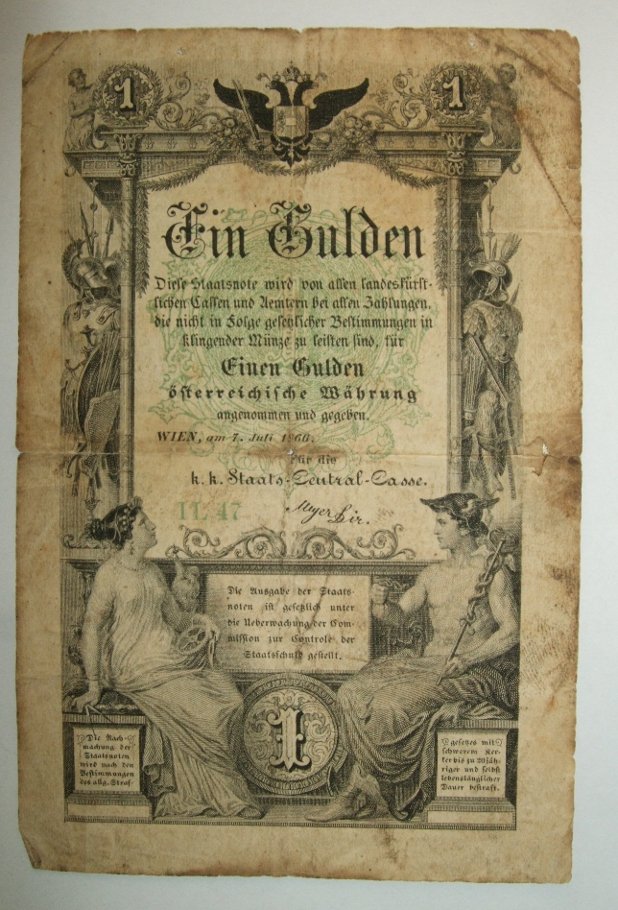 1 1
Ein Gulden
Diese Staatsnote wird von allen landesfürst-
lichen Cassen und Aemtern bei allen Zahlungen,
die nicht in Folge gesetzlicher Bestimmungen in
klingender Münze zu leisten sind, für
Einen Gulden
österreichische Währung
angenommen und gegeben.
WIEN, am 7. Juli 1866.
Für die
k. k. Staats-Central-Casse.
47
Die Ausgabe der Staats-
noten ist gesetzlich unter
die Ueberwachung der Com-
mission zur Controle der
Staatsschuld gestellt.
1
Die Nach-
machung der
Staatsnoten
wird nach den
Bestimmungen
des allg. Straf-
gesetzes mit
schwerem Ker-
ker bis zu 20jäh-
riger und selbst
lebenslänglicher
Dauer bestraft.